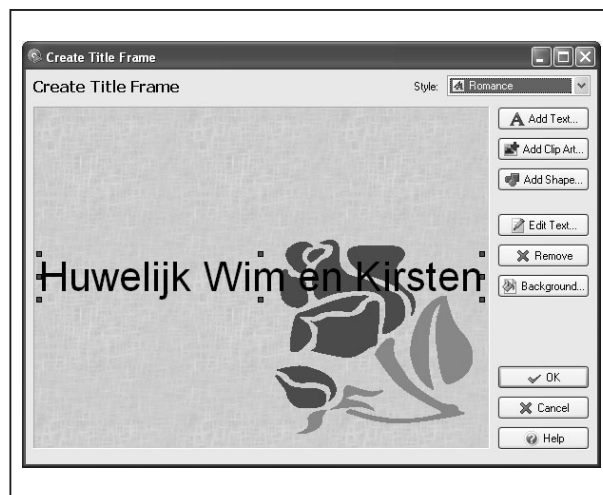 Create Title Frame
Create Title Frame
Style: Romance
Add Text...
Add Clip Art...
Add Shape...
Edit Text...
Remove
Huwelijk Wim en Kirsten
Background...
OK
Cancel
Help